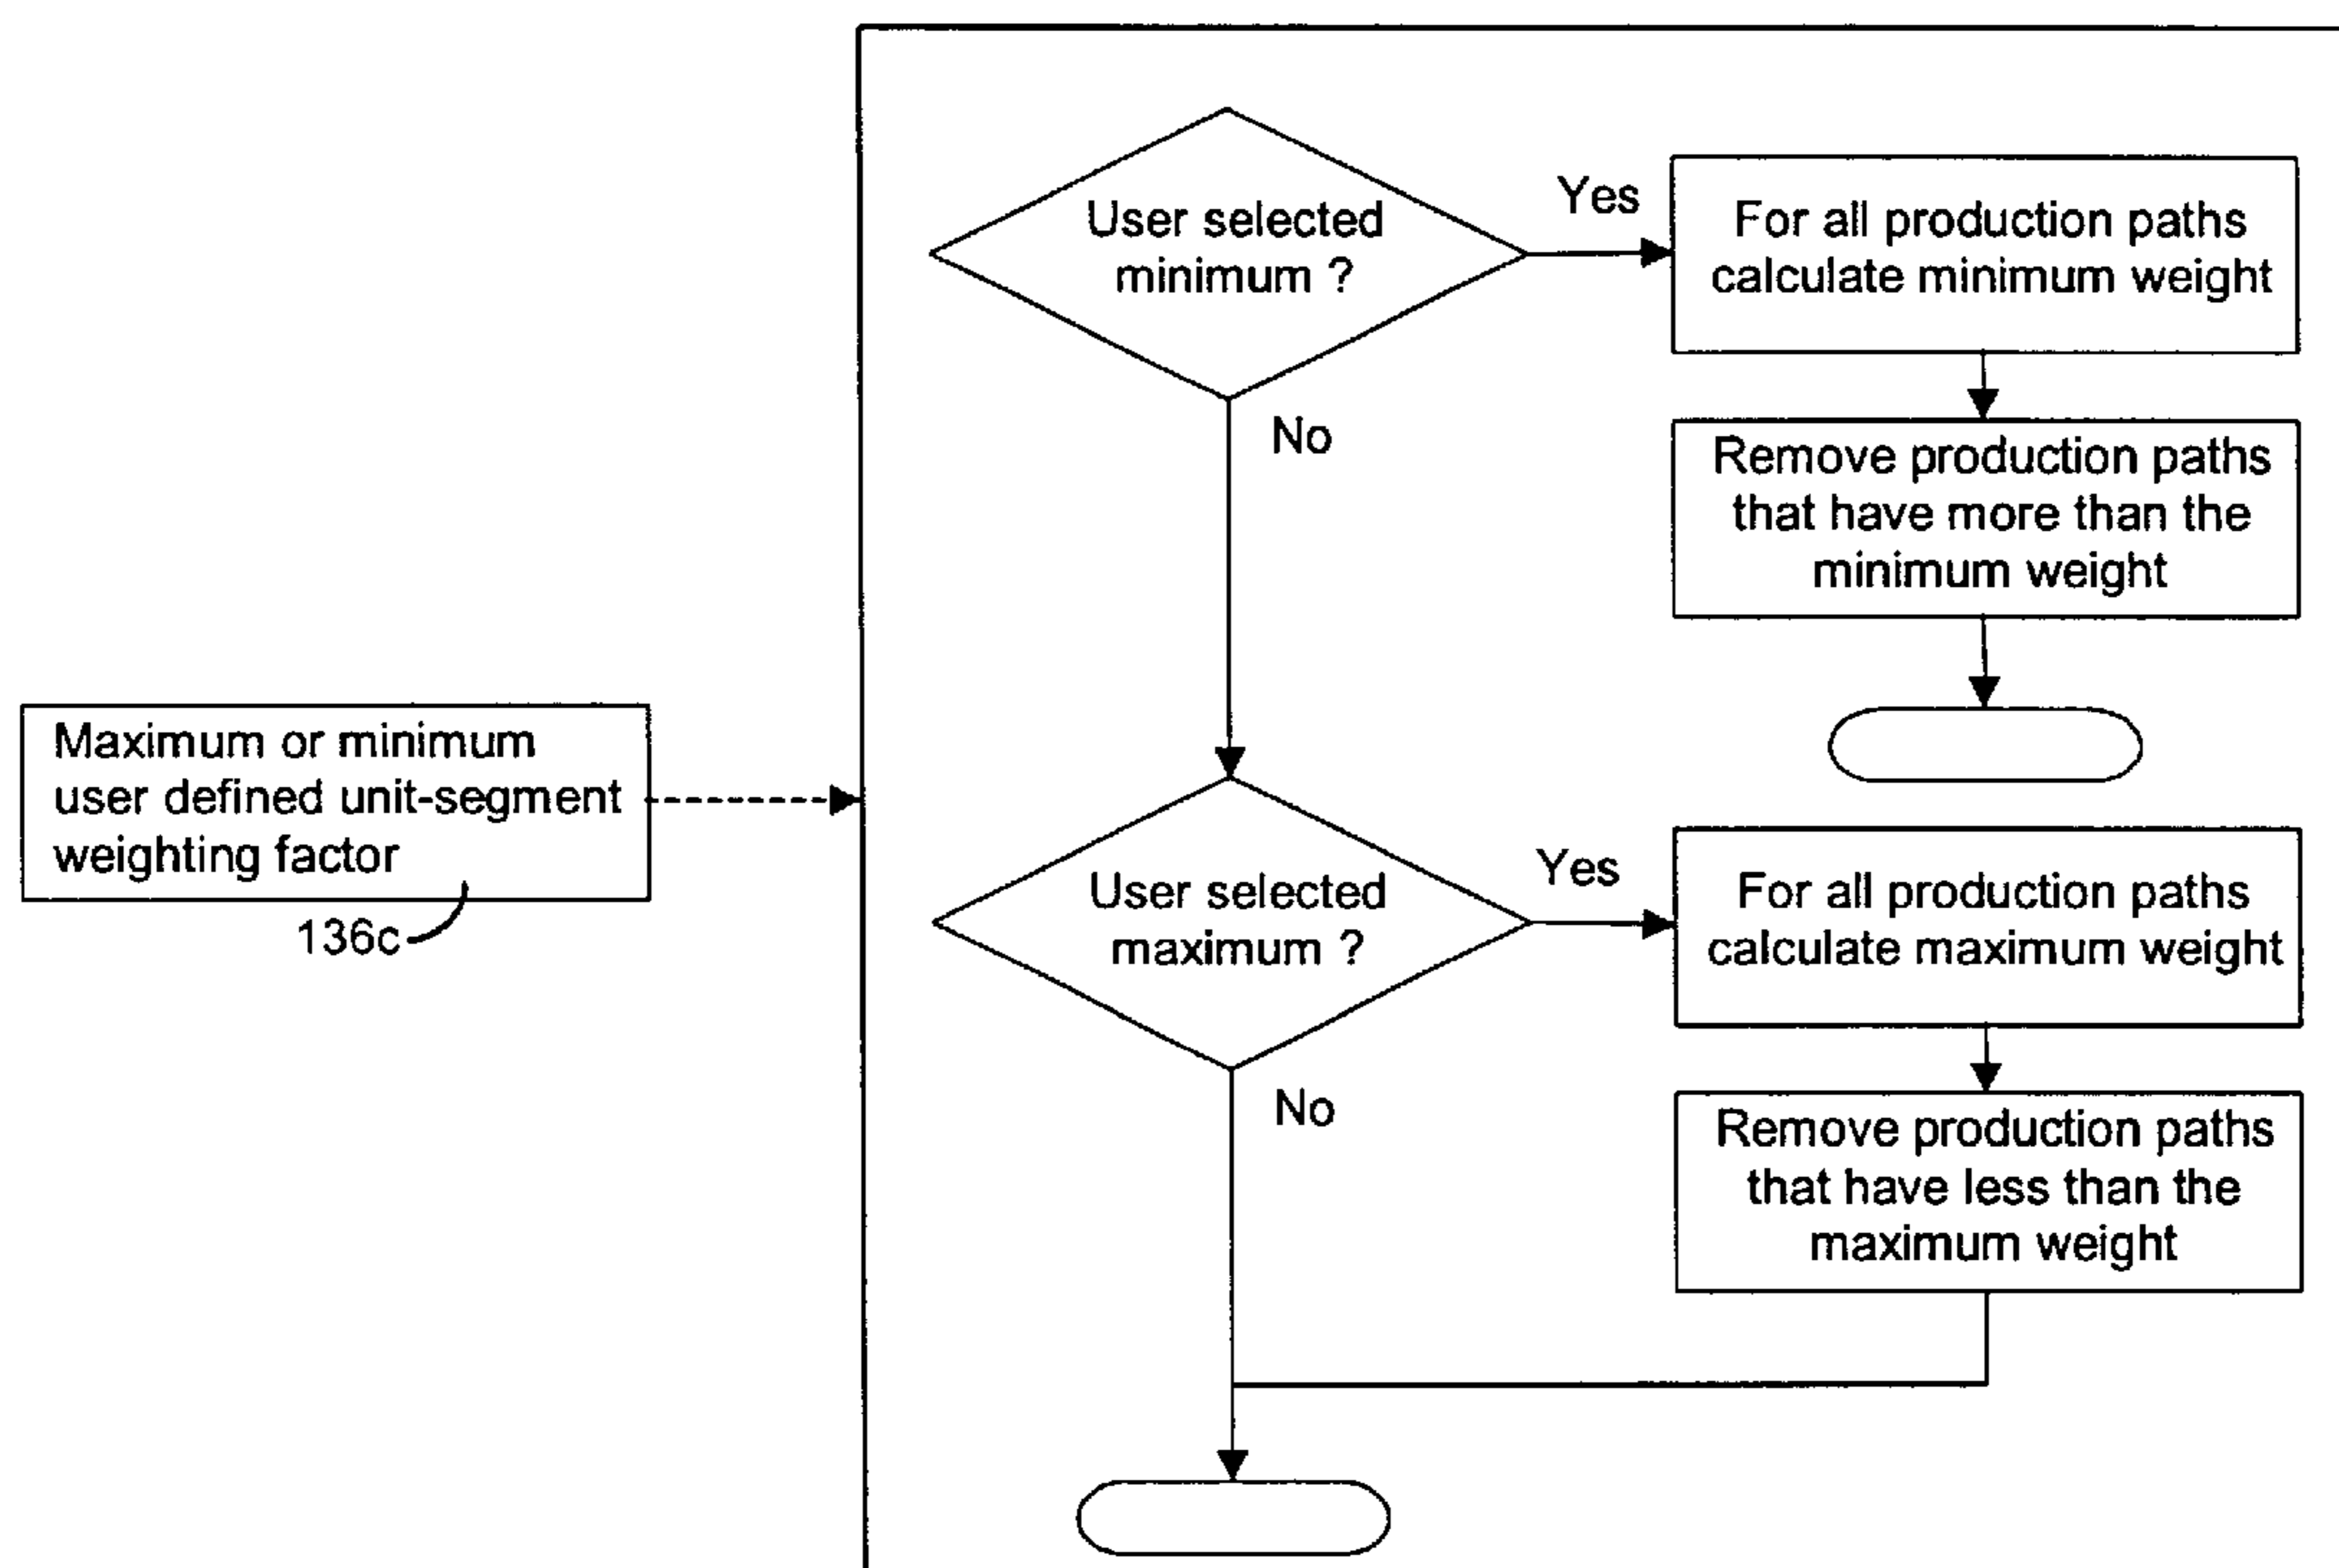 User selected
minimum ?
Yes
For all production paths
calculate minimum weight
No
Remove production paths
that have more than the
minimum weight
Maximum or minimum
user defined unit-segment
weighting factor
136c
User selected
maximum ?
Yes
For all production paths
calculate maximum weight
No
Remove production paths
that have less than the
maximum weight